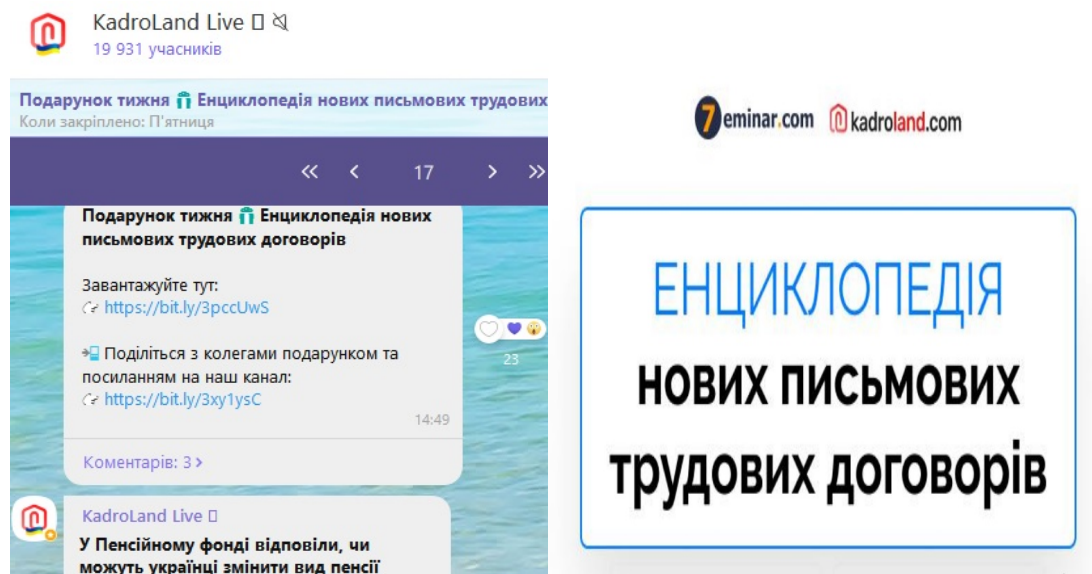 KadroLand Live
19 931 учасників
Подарунок тижня Енциклопедія нових письмових трудових
Коли закріплено: П'ятниця
17
Подарунок тижня Енциклопедія нових
письмових трудових договорів
Завантажуйте тут:
https://bit.ly/3pccUwS
Поділіться з колегами подарунком та
посиланням на наш канал:
https://bit.ly/3xy1ysC
14:49
23
Коментарів: 3
KadroLand Live
У Пенсійному фонді відповіли, чи
можуть українці змінити вид пенсії
7eminar.com kadroland.com
ЕНЦИКЛОПЕДІЯ
НОВИХ ПИСЬМОВИХ
ТРУДОВИХ ДОГОВОРІВ